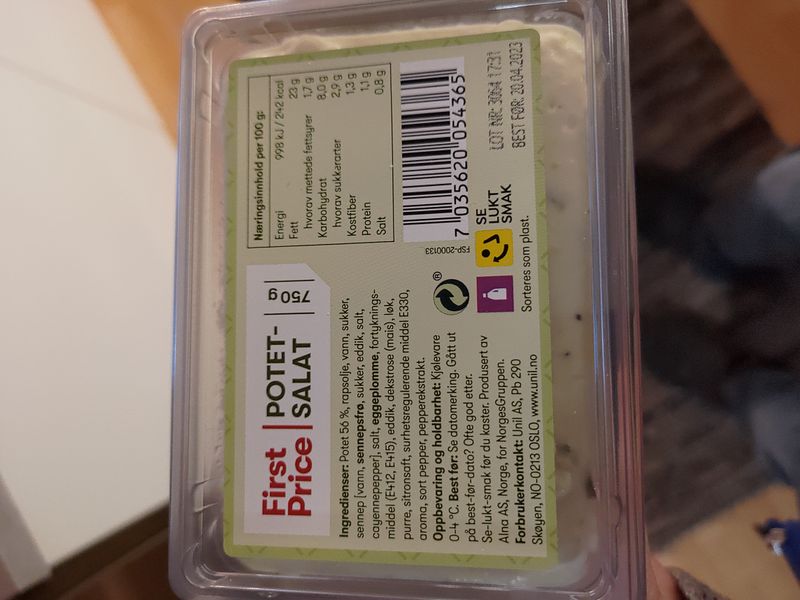 First
Price
POTET-
SALAT
750 g
Ingredienser: Potet 56 %, rapsolje, vann, sukker,
sennep [vann, sennepsfrø, sukker, eddik, salt,
cayennepepper], salt, eggeplomme, fortyknings-
middel (E412, E415), eddik, dekstrose (mais), løk,
purre, sitronsaft, surhetsregulerende middel E330,
aroma, sort pepper, pepperekstrakt.
Oppbevaring og holdbarhet: Kjølevare
0-4 °C. Best før: Se datomerking. Gått ut
på best-før-dato? Ofte god etter.
Se-lukt-smak før du kaster. Produsert av
Alna AS, Norge, for NorgesGruppen.
Forbrukerkontakt: Unil AS, Pb 290
Skøyen, NO-0213 OSLO, www.unil.no
Næringsinnhold per 100 g:
Energi 998 kJ / 242 kcal
Fett 23 g
hvorav mettede fettsyrer 1,7 g
Karbohydrat 8,0 g
hvorav sukkerarter 2,9 g
Kostfiber 1,3 g
Protein 1,1 g
Salt 0,8 g
7 035620 054365
FSP-2000133
®
SE
LUKT
SMAK
Sorteres som plast.
LOT NR: 3064 17:31
BEST FØR: 20.04.2023